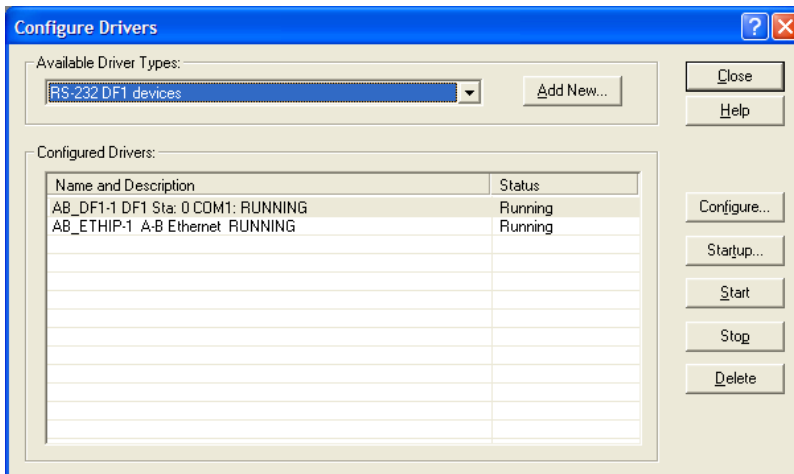 Configure Drivers
Available Driver Types:
RS-232 DF1 devices
Add New...
Close
Help
Configured Drivers:
Name and Description Status
AB_DF1-1 DF1 Sta: 0 COM1: RUNNING Running
AB_ETHIP-1 A-B Ethernet RUNNING Running
Configure...
Startup...
Start
Stop
Delete